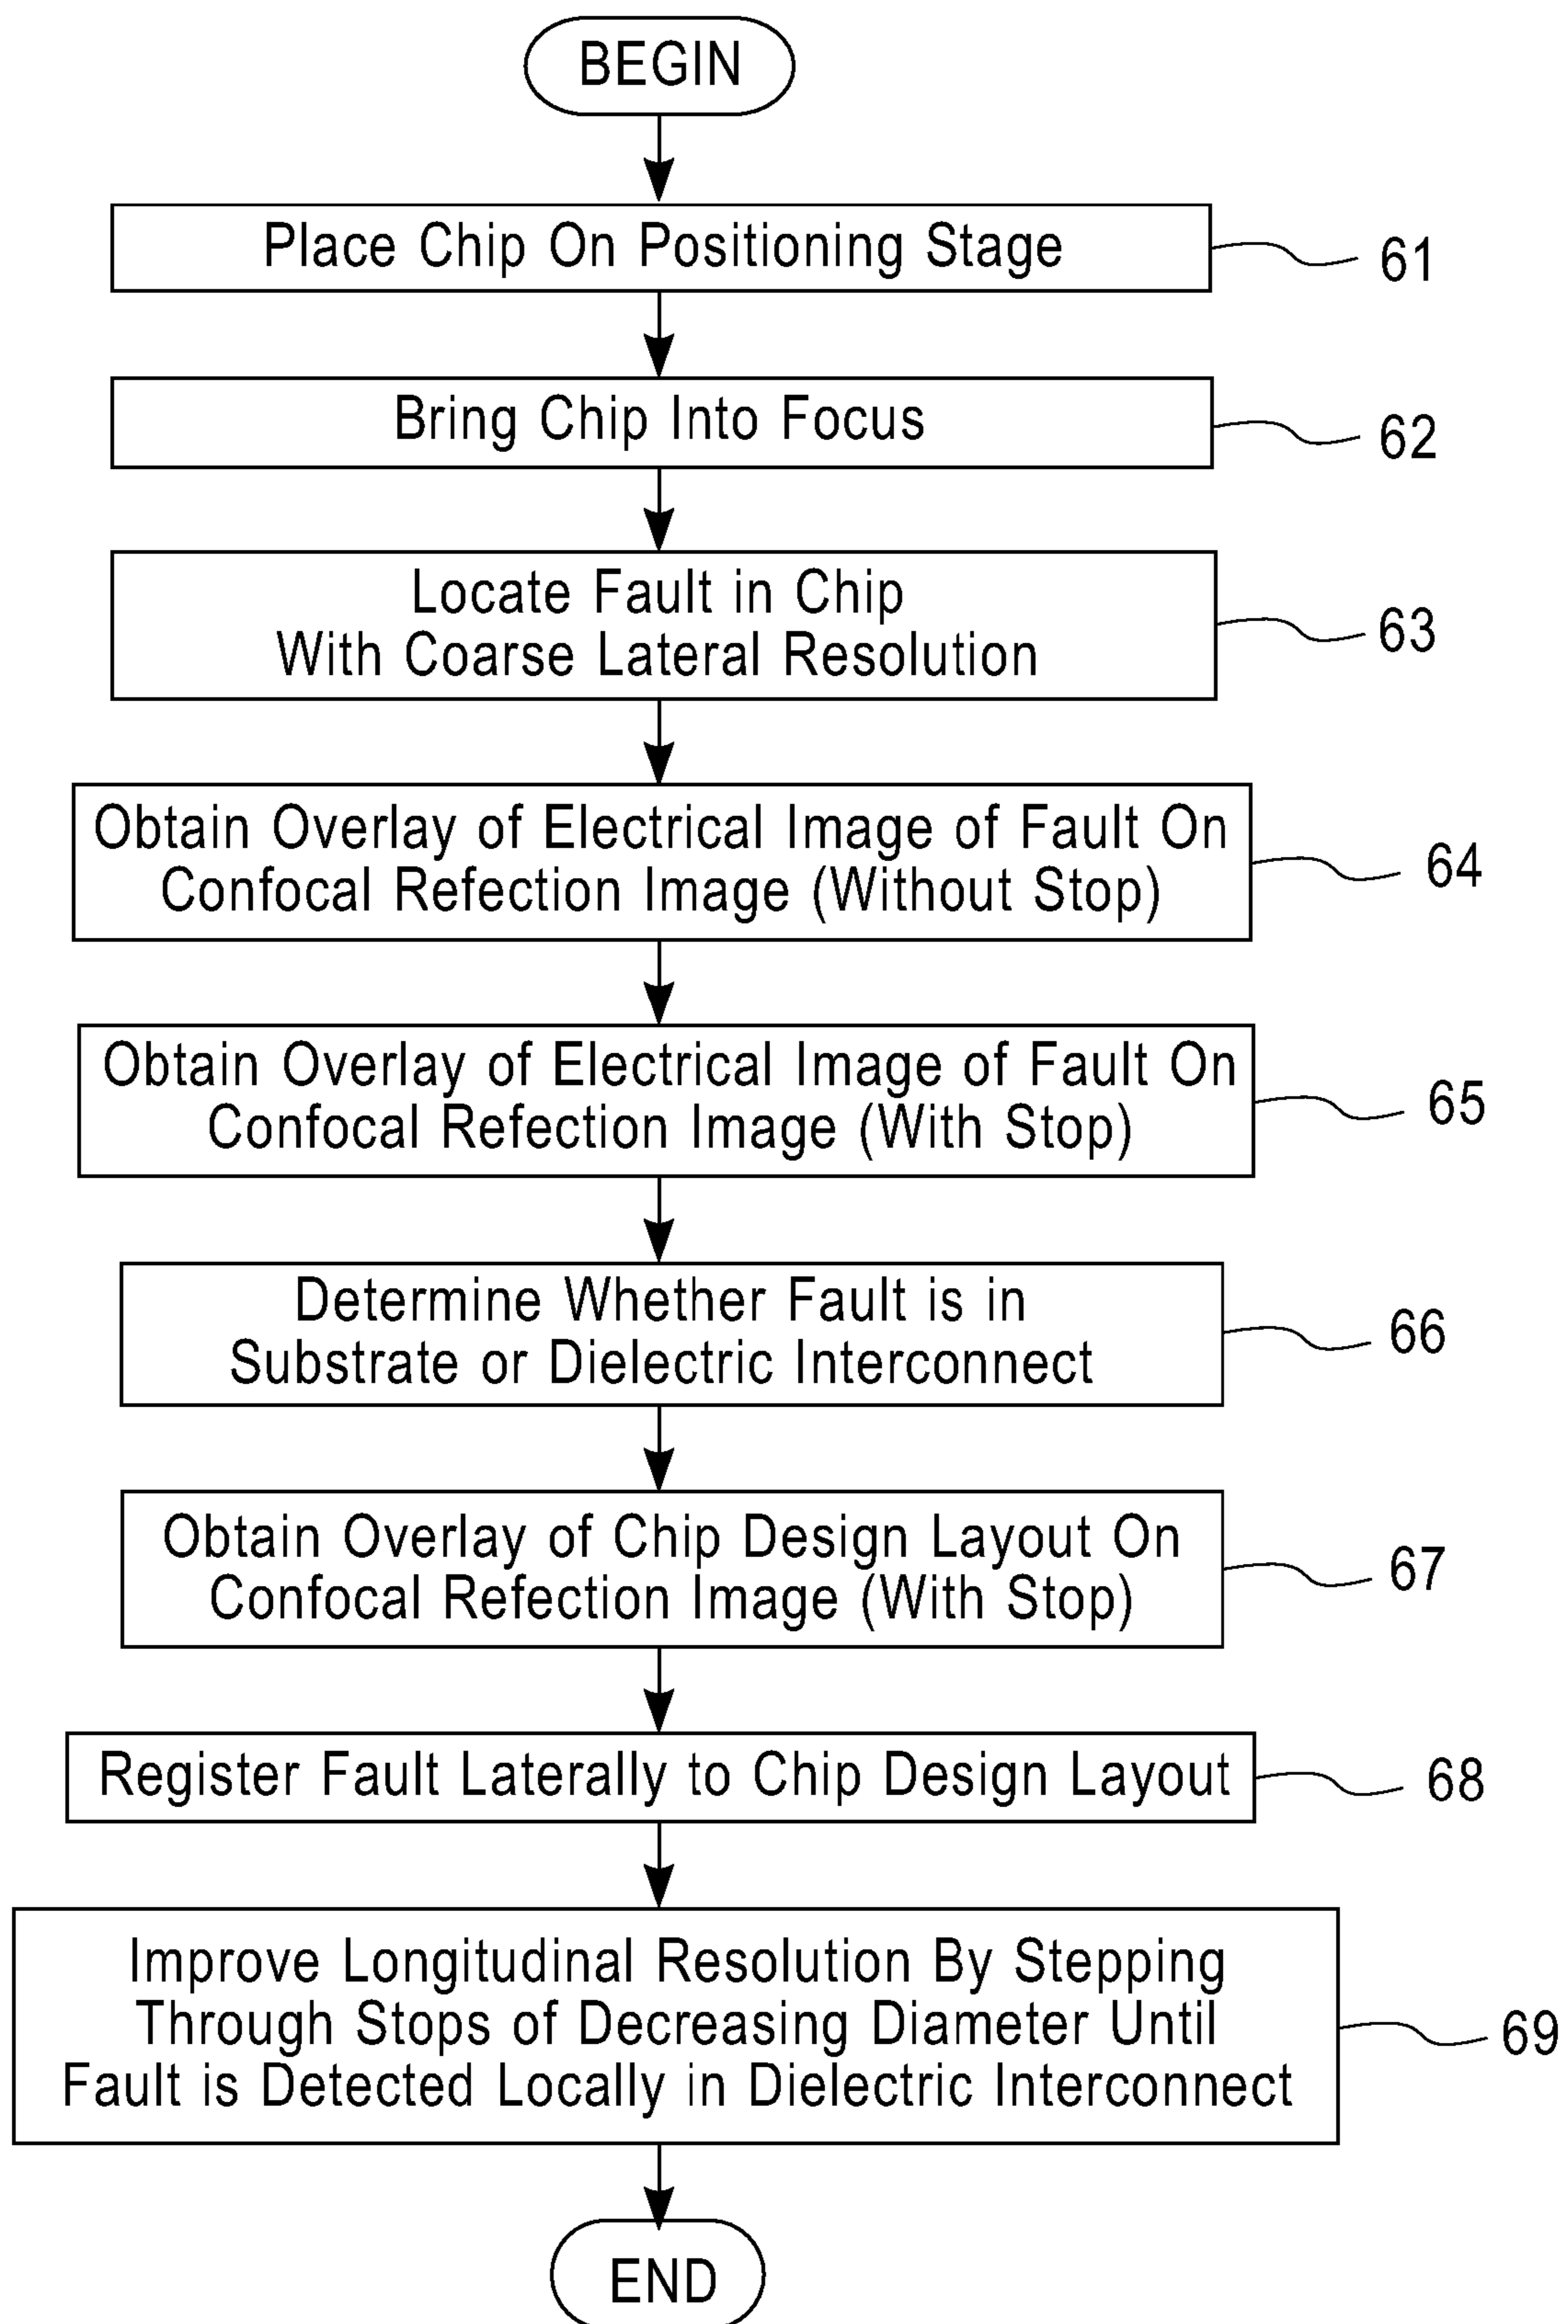 BEGIN
Place Chip On Positioning Stage
61
Bring Chip Into Focus
62
Locate Fault in Chip
With Coarse Lateral Resolution
63
Obtain Overlay of Electrical Image of Fault On
Confocal Refection Image (Without Stop)
64
Obtain Overlay of Electrical Image of Fault On
Confocal Refection Image (With Stop)
65
Determine Whether Fault is in
Substrate or Dielectric Interconnect
66
Obtain Overlay of Chip Design Layout On
Confocal Refection Image (With Stop)
67
Register Fault Laterally to Chip Design Layout
68
Improve Longitudinal Resolution By Stepping
Through Stops of Decreasing Diameter Until
Fault is Detected Locally in Dielectric Interconnect
69
END